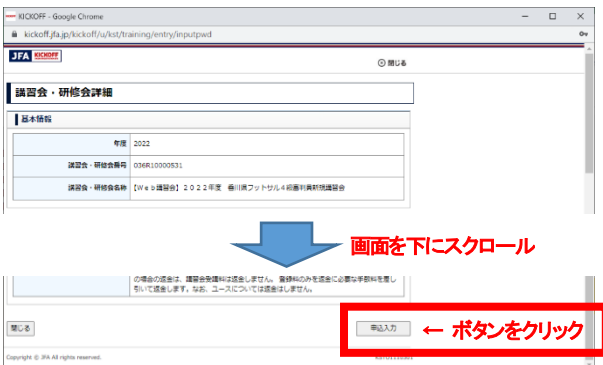 KICKOFF - Google Chrome
kickoff.jfa.jp/kickoff/u/kst/training/entry/inputpwd
JFA KICKOFF
閉じる
講習会・研修会詳細
基本情報
年度 2022
講習会・研修会番号 036R10000531
講習会・研修会名称 【Web講習会】2022年度 香川県フットサル4級審判員新規講習会
画面を下にスクロール
の場合の返金は、講習会受講料は返金しません。登録料のみを返金に必要な手数料を差し
引いて返金します。なお、ユースについては返金はしません。
閉じる
申込入力
← ボタンをクリック
Copyright © JFA All rights reserved.